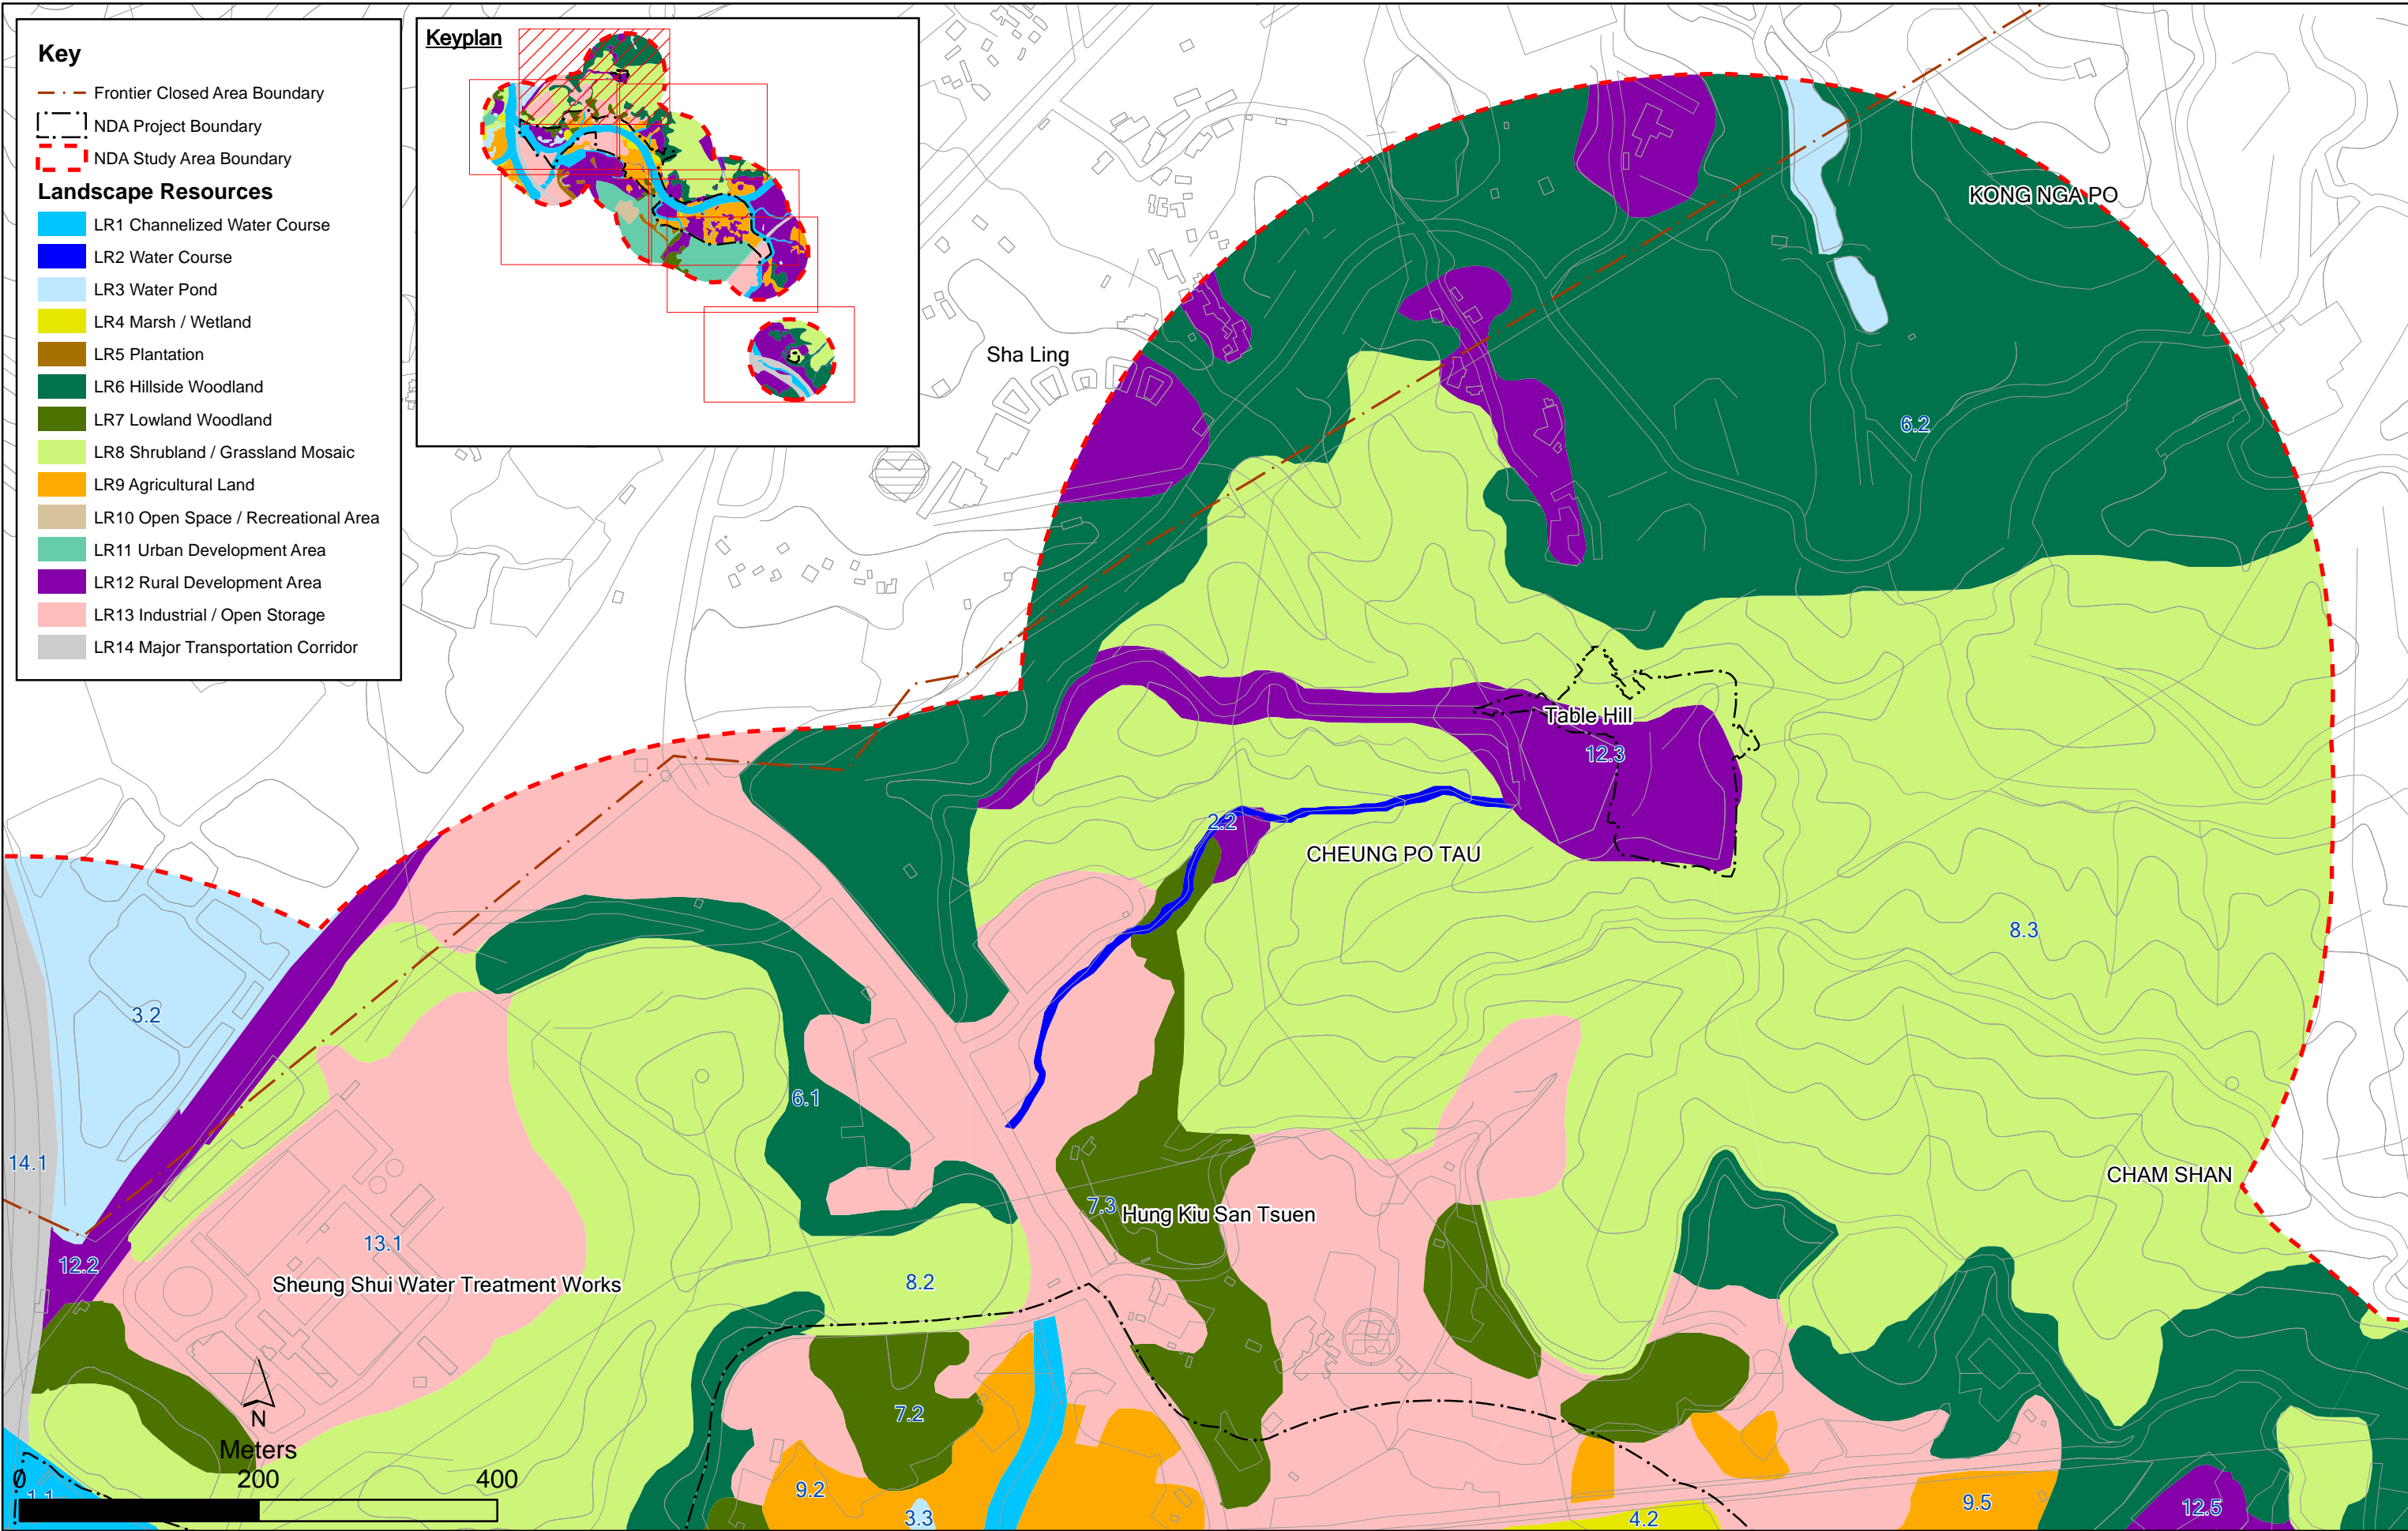 Key
Frontier Closed Area Boundary
NDA Project Boundary
NDA Study Area Boundary
Landscape Resources
LR1 Channelized Water Course
LR2 Water Course
LR3 Water Pond
LR4 Marsh / Wetland
LR5 Plantation
LR6 Hillside Woodland
LR7 Lowland Woodland
LR8 Shrubland / Grassland Mosaic
LR9 Agricultural Land
LR10 Open Space / Recreational Area
LR11 Urban Development Area
LR12 Rural Development Area
LR13 Industrial / Open Storage
LR14 Major Transportation Corridor
Keyplan
KONG NGA PO
Sha Ling
6.2
Table Hill
12.3
2.2
CHEUNG PO TAU
8.3
3.2
6.1
14.1
CHAM SHAN
7.3
Hung Kiu San Tsuen
13.1
12.2
Sheung Shui Water Treatment Works
8.2
N
7.2
Meters
0 200 400
1.1
9.2
3.3
4.2
9.5
12.5